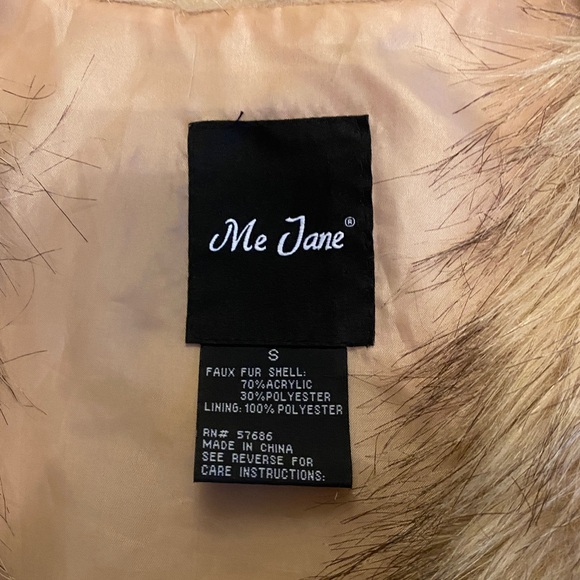 Me Jane®
S
FAUX FUR SHELL:
70%ACRYLIC
30%POLYESTER
LINING:100%POLYESTER
RN# 57686
MADE IN CHINA
SEE REVERSE FOR
CARE INSTRUCTIONS: